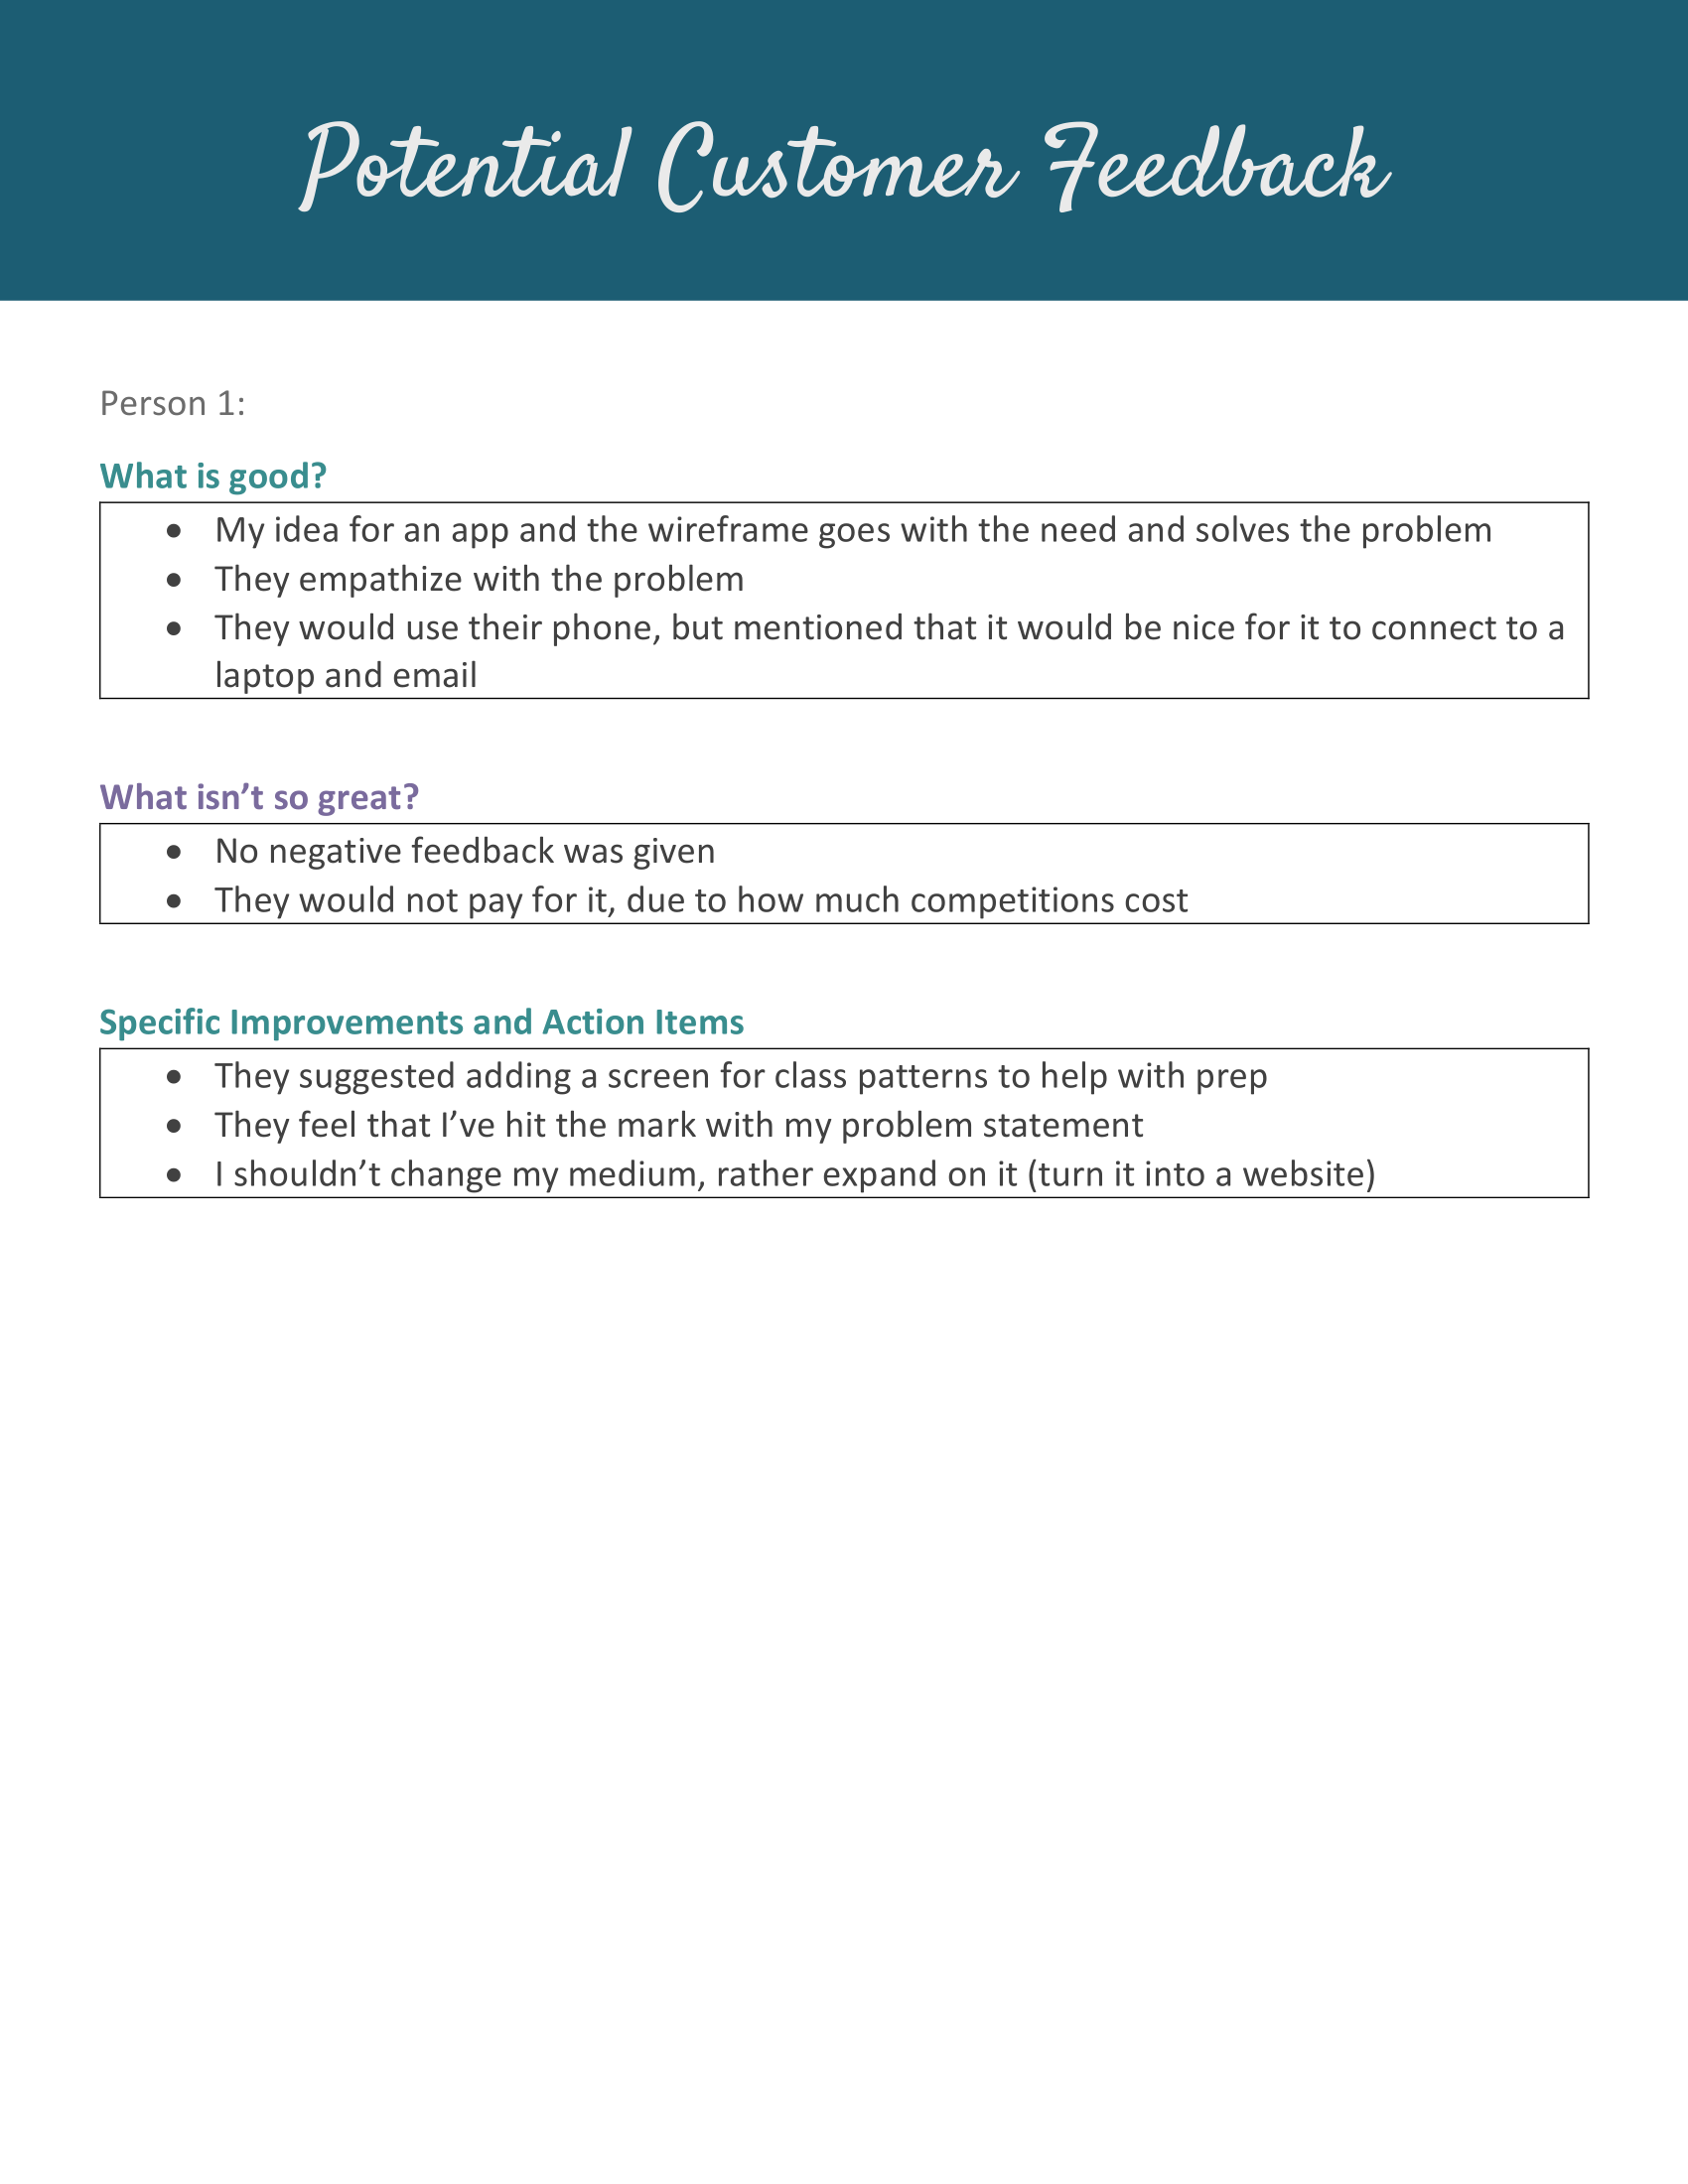 Potential Customer Feedback
Person 1:
What is good?
• My idea for an app and the wireframe goes with the need and solves the problem
• They empathize with the problem
• They would use their phone, but mentioned that it would be nice for it to connect to a
laptop and email
What isn’t so great?
• No negative feedback was given
• They would not pay for it, due to how much competitions cost
Specific Improvements and Action Items
• They suggested adding a screen for class patterns to help with prep
• They feel that I’ve hit the mark with my problem statement
• I shouldn’t change my medium, rather expand on it (turn it into a website)